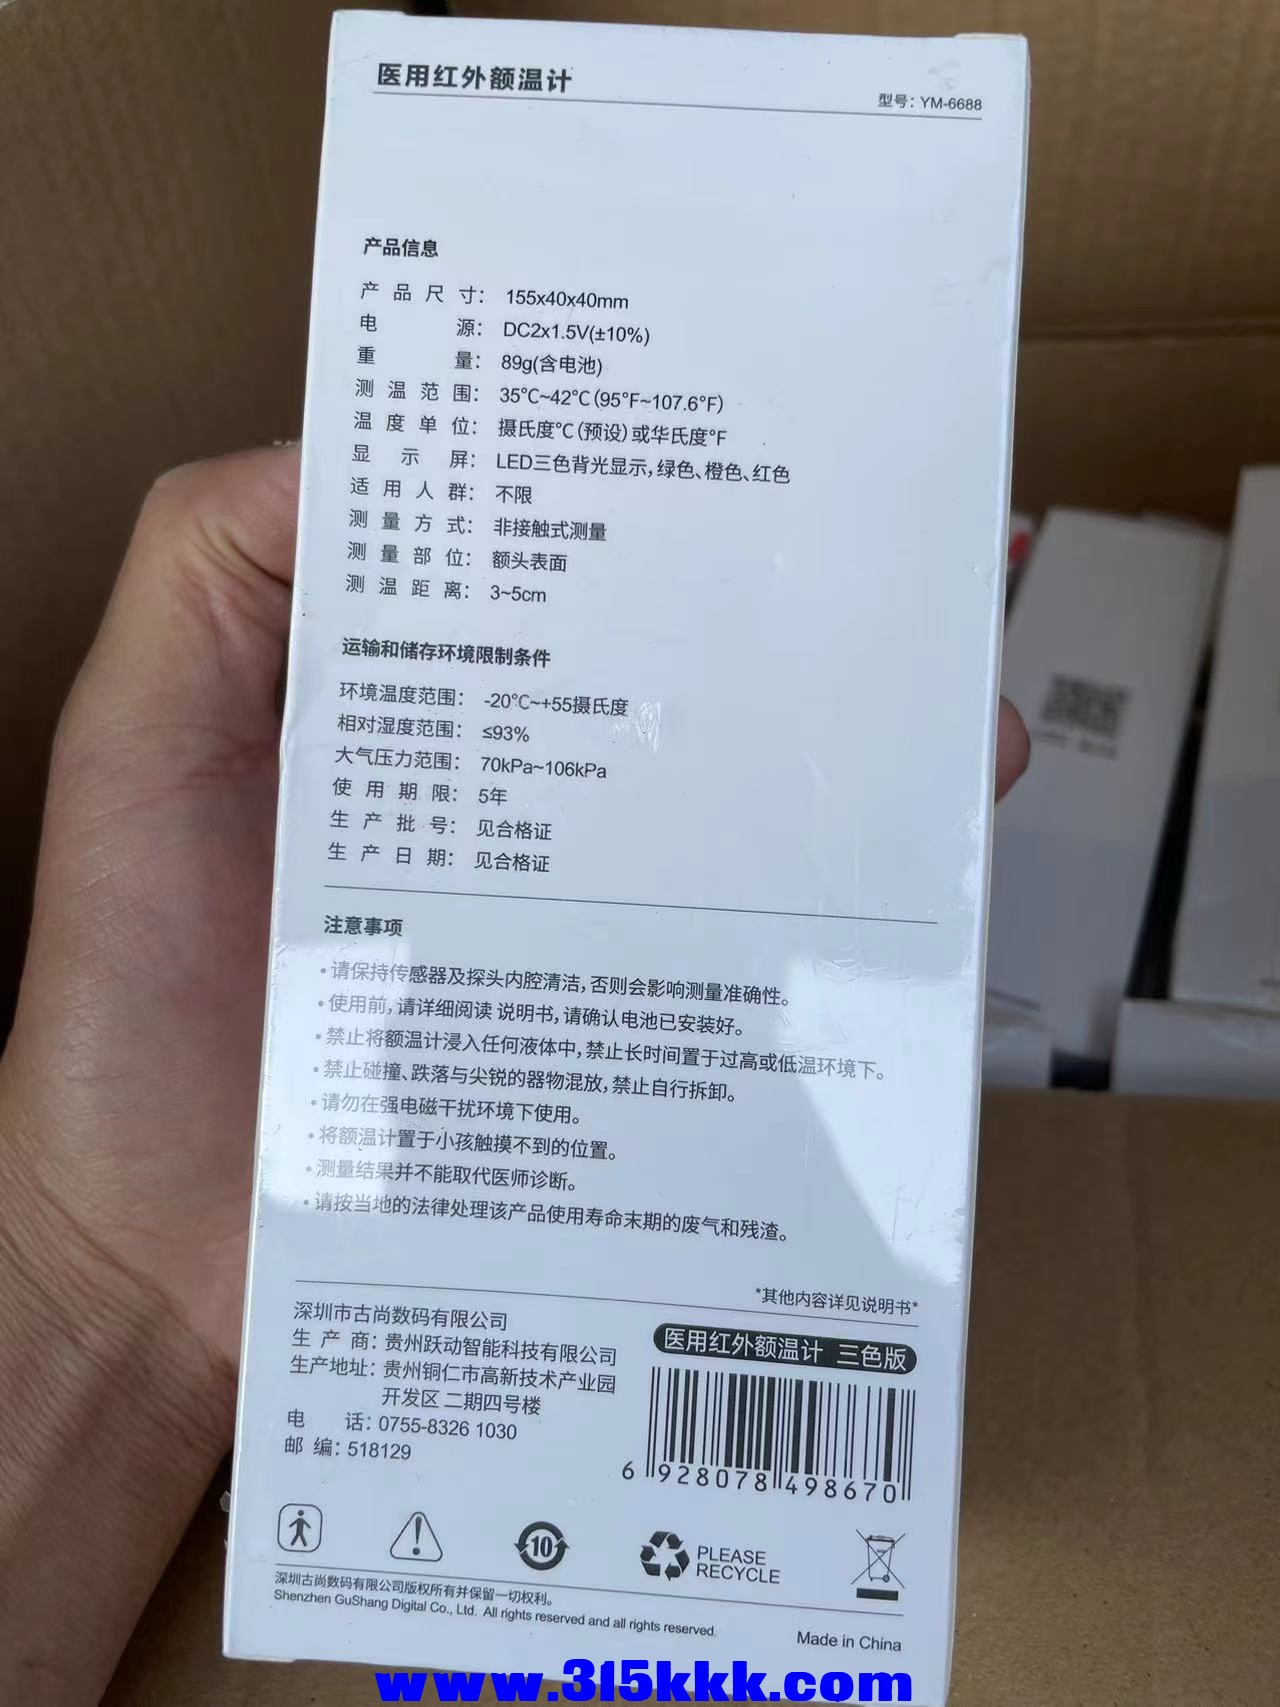 医用红外额温计
型号：YM-6688
产品信息
产品尺寸： 155x40x40mm
电源： DC2x1.5V(±10%)
重量： 89g(含电池)
测温范围： 35°C~42°C（95°F~107.6°F）
温度单位： 摄氏度°C（预设）或华氏度°F
显示屏： LED三色背光显示，绿色、橙色、红色
适用人群： 不限
测量方式： 非接触式测量
测量部位： 额头表面
测温距离： 3~5cm
运输和储存环境限制条件
环境温度范围： -20℃~+55摄氏度
相对湿度范围： ≤93%
大气压力范围： 70kPa~106kPa
使用期限： 5年
生产批号： 见合格证
生产日期： 见合格证
注意事项
•请保持传感器及探头内腔清洁，否则会影响测量准确性。
•使用前，请详细阅读 说明书，请确认电池已安装好。
•禁止将额温计浸入任何液体中，禁止长时间置于过高或低温环境下。
•禁止碰撞、跌落与尖锐的器物混放，禁止自行拆卸。
•请勿在强电磁干扰环境下使用。
•将额温计置于小孩触摸不到的位置。
•测量结果并不能取代医师诊断。
•请按当地的法律处理该产品使用寿命末期的废气和残渣。
*其他内容详见说明书*
深圳市古尚数码有限公司
生产商：贵州跃动智能科技有限公司
生产地址：贵州铜仁市高新技术产业园
开发区 二期四号楼
电话：0755-8326 1030
邮编：518129
医用红外额温计 三色版
6 928078 498670
10
PLEASE
RECYCLE
深圳古尚数码有限公司版权所有并保留一切权利。
Shenzhen GuShang Digital Co., Ltd. All rights reserved and all rights reserved.
Made in China
www.315kkk.com